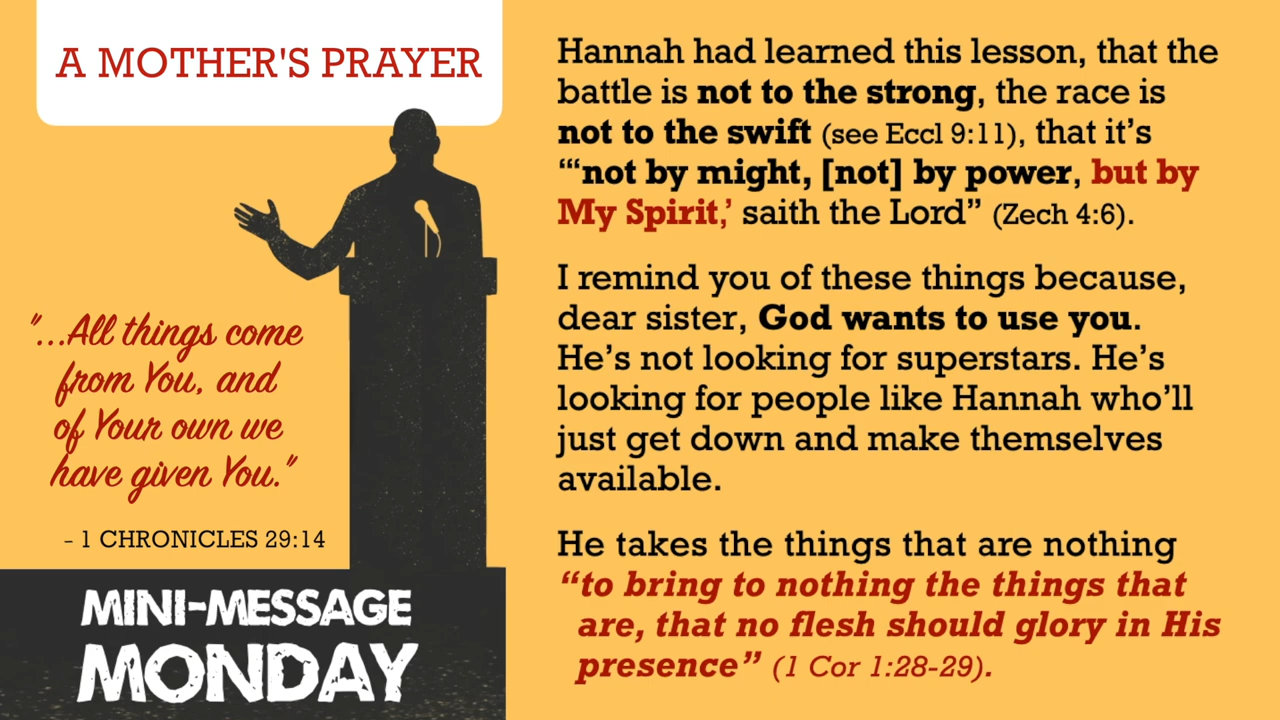 A MOTHER'S PRAYER
"...All things come
from You, and
of Your own we
have given You."
– 1 CHRONICLES 29:14
MINI-MESSAGE
MONDAY
Hannah had learned this lesson, that the
battle is not to the strong, the race is
not to the swift (see Eccl 9:11), that it's
"'not by might, [not] by power, but by
My Spirit,' saith the Lord" (Zech 4:6).
I remind you of these things because,
dear sister, God wants to use you.
He's not looking for superstars. He's
looking for people like Hannah who'll
just get down and make themselves
available.
He takes the things that are nothing
"to bring to nothing the things that
are, that no flesh should glory in His
presence" (1 Cor 1:28-29).